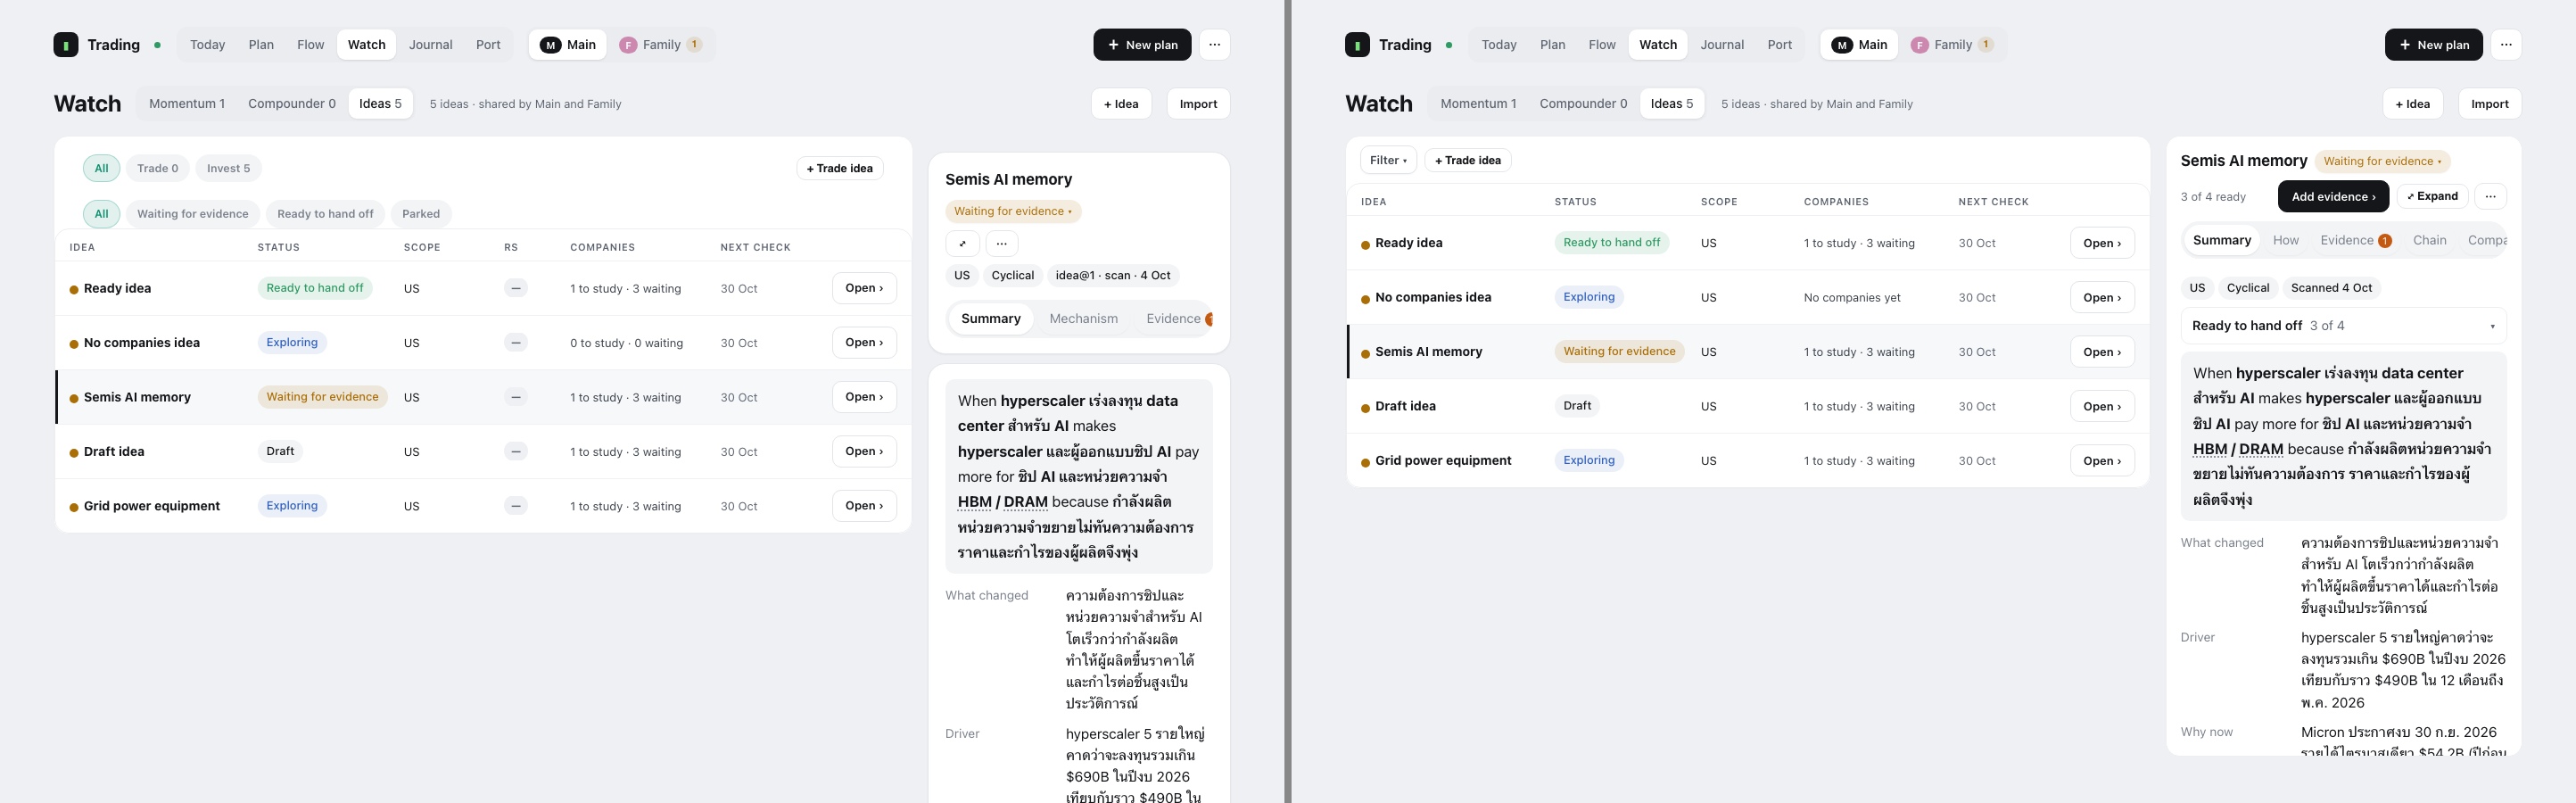 Trading Today Plan Flow Watch Journal Port M Main F Family 1 + New plan ...
Watch Momentum 1 Compounder 0 Ideas 5 5 ideas · shared by Main and Family + Idea Import
All Trade 0 Invest 5 + Trade idea
All Waiting for evidence Ready to hand off Parked
IDEA STATUS SCOPE RS COMPANIES NEXT CHECK
Ready idea Ready to hand off US — 1 to study · 3 waiting 30 Oct Open ›
No companies idea Exploring US — 0 to study · 0 waiting 30 Oct Open ›
Semis AI memory Waiting for evidence US — 1 to study · 3 waiting 30 Oct Open ›
Draft idea Draft US — 1 to study · 3 waiting 30 Oct Open ›
Grid power equipment Exploring US — 1 to study · 3 waiting 30 Oct Open ›
Semis AI memory
Waiting for evidence
...
US Cyclical idea@1 · scan · 4 Oct
Summary Mechanism Evidence
When hyperscaler เร่งลงทุน data
center สำหรับ AI makes
hyperscaler และผู้ออกแบบชิป AI pay
more for ชิป AI และหน่วยความจำ
HBM / DRAM because กำลังผลิต
หน่วยความจำขยายไม่ทันความต้องการ
ราคาและกำไรของผู้ผลิตจึงพุ่ง
What changed ความต้องการชิปและ
หน่วยความจำสำหรับ AI
โตเร็วกว่ากำลังผลิต
ทำให้ผู้ผลิตขึ้นราคาได้
และกำไรต่อชิ้นสูงเป็น
ประวัติการณ์
Driver hyperscaler 5 รายใหญ่
คาดว่าจะลงทุนรวมเกิน
$690B ในปีงบ 2026
เทียบกับราว $490B ใน
Trading Today Plan Flow Watch Journal Port M Main F Family 1 + New plan ...
Watch Momentum 1 Compounder 0 Ideas 5 5 ideas · shared by Main and Family + Idea Import
Filter + Trade idea
IDEA STATUS SCOPE COMPANIES NEXT CHECK
Ready idea Ready to hand off US 1 to study · 3 waiting 30 Oct Open ›
No companies idea Exploring US No companies yet 30 Oct Open ›
Semis AI memory Waiting for evidence US 1 to study · 3 waiting 30 Oct Open ›
Draft idea Draft US 1 to study · 3 waiting 30 Oct Open ›
Grid power equipment Exploring US 1 to study · 3 waiting 30 Oct Open ›
Semis AI memory Waiting for evidence
3 of 4 ready Add evidence › Expand ...
Summary How Evidence 1 Chain Compa
US Cyclical Scanned 4 Oct
Ready to hand off 3 of 4
When hyperscaler เร่งลงทุน data center
สำหรับ AI makes hyperscaler และผู้ออกแบบ
ชิป AI pay more for ชิป AI และหน่วยความจำ
HBM / DRAM because กำลังผลิตหน่วยความจำ
ขยายไม่ทันความต้องการ ราคาและกำไรของผู้
ผลิตจึงพุ่ง
What changed ความต้องการชิปและหน่วยความจำ
สำหรับ AI โตเร็วกว่ากำลังผลิต
ทำให้ผู้ผลิตขึ้นราคาได้และกำไรต่อ
ชิ้นสูงเป็นประวัติการณ์
Driver hyperscaler 5 รายใหญ่คาดว่าจะ
ลงทุนรวมเกิน $690B ในปีงบ 2026
เทียบกับราว $490B ใน 12 เดือนถึง
พ.ค. 2026
Why now Micron ประกาศงบ 30 ก.ย. 2026
รายได้ไตรมาสเดียว $54.2B (ปีก่อน